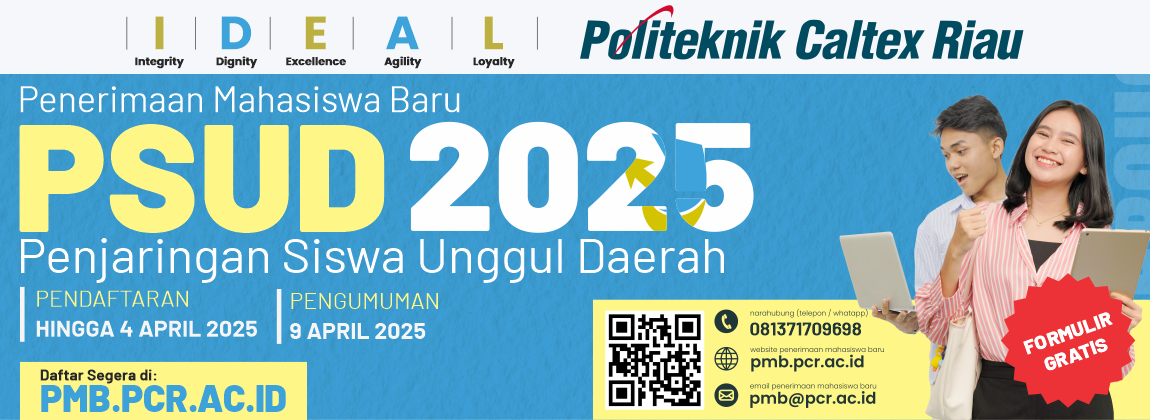 I D E A L
Integrity Dignity Excellence Agility Loyalty
Politeknik Caltex Riau
Penerimaan Mahasiswa Baru
PSUD 2025
Penjaringan Siswa Unggul Daerah
PENDAFTARAN
HINGGA 4 APRIL 2025
PENGUMUMAN
9 APRIL 2025
Daftar Segera di:
PMB.PCR.AC.ID
narahubung (telepon / whatapp)
081371709698
website penerimaan mahasiswa baru
pmb.pcr.ac.id
email penerimaan mahasiswa baru
pmb@pcr.ac.id
FORMULIR
GRATIS